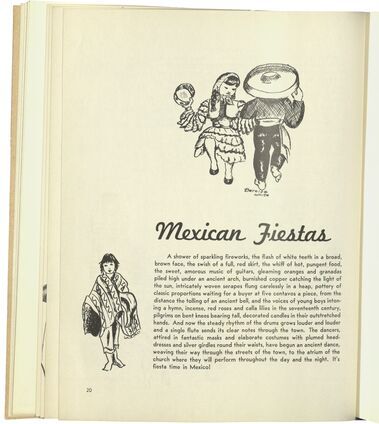 Mexican Fiestas
A shower of sparkling fireworks, the flash of white teeth in a broad,
brown face, the swish of a full, red skirt, the whiff of hot, pungent food,
the sweet, amorous music of guitars, gleaming oranges and granadas
piled high under an ancient arch, burnished copper catching the light of
the sun, intricately woven serapes flung carelessly in a heap, pottery of
classic proportions waiting for a buyer at five centavos a piece, from
the distance the tolling of an ancient bell, and the voices of young boys inton-
ing a hymn, incense, red roses and calla lilies in the seventeenth century,
pilgrims on bent knees bearing tall, decorated candles in their outstretched
hands. And now the steady rhythm of the drums grows louder and louder
and a single flute sends its clear notes through the town. The dancers,
attired in fantastic masks and elaborate costumes with plumed head-
dresses and silver girdles round their waists, have begun an ancient dance,
weaving their way through the streets of the town, to the atrium of the
church where they will perform throughout the day and the night. It's
fiesta time in Mexico!
20